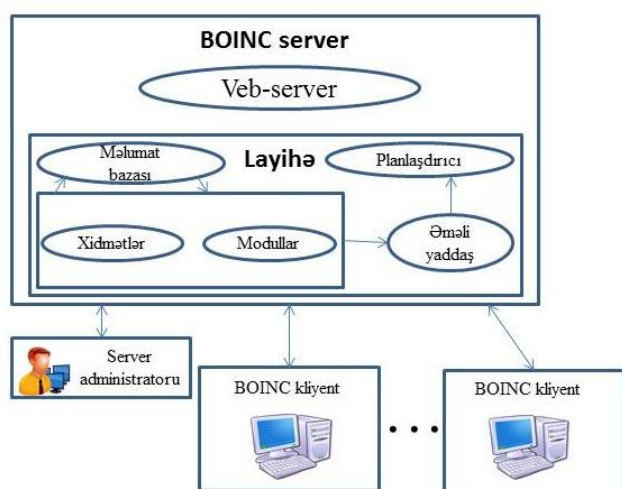 BOINC server
Veb-server
Məlumat
bazası
Layihə
Planlaşdırıcı
Xidmətlər
Modullar
Əməli
yaddaş
Server
administratoru
BOINC kliyent
BOINC kliyent